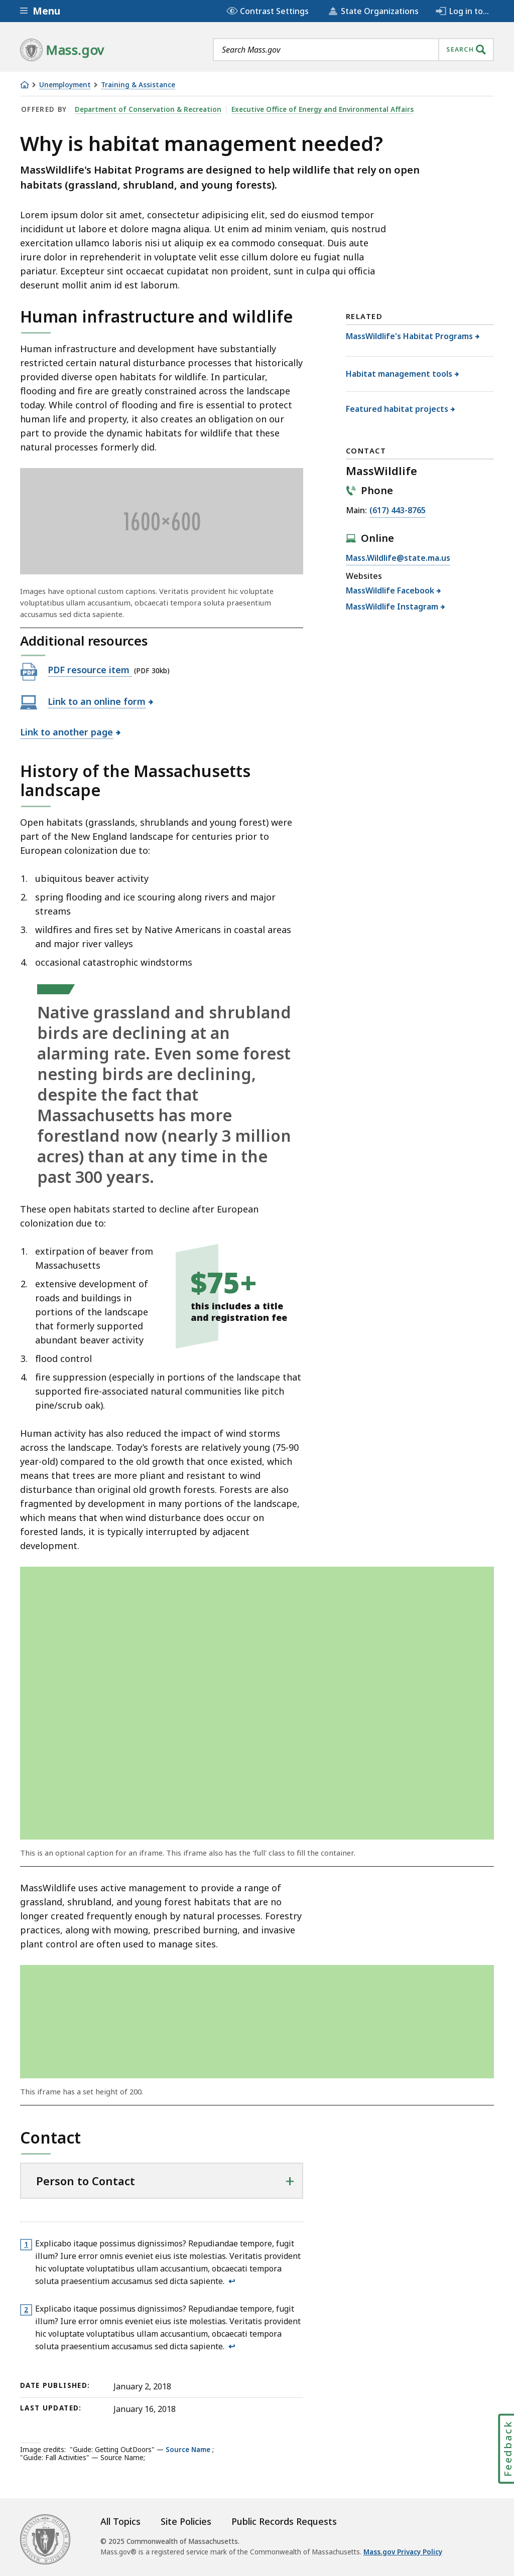 Menu
Contrast Settings
State Organizations
Log in to...
Mass.gov
Search Mass.gov
SEARCH
Unemployment
Training & Assistance
OFFERED BY
Department of Conservation & Recreation
Executive Office of Energy and Environmental Affairs
Why is habitat management needed?
MassWildlife's Habitat Programs are designed to help wildlife that rely on open
habitats (grassland, shrubland, and young forests).
Lorem ipsum dolor sit amet, consectetur adipisicing elit, sed do eiusmod tempor
incididunt ut labore et dolore magna aliqua. Ut enim ad minim veniam, quis nostrud
exercitation ullamco laboris nisi ut aliquip ex ea commodo consequat. Duis aute
irure dolor in reprehenderit in voluptate velit esse cillum dolore eu fugiat nulla
pariatur. Excepteur sint occaecat cupidatat non proident, sunt in culpa qui officia
deserunt mollit anim id est laborum.
Human infrastructure and wildlife
Human infrastructure and development have substantially
restricted certain natural disturbance processes that historically
provided diverse open habitats for wildlife. In particular,
flooding and fire are closely controlled across the landscape
today. While control of flooding and fire is essential to protect
human life and property, it also creates an obligation on our
part to provide the dynamic habitats for wildlife that these
natural processes formerly did.
1600×600
Images have optional custom captions. Veritatis provident hic voluptate
voluptatibus ullam accusantium, obcaecati tempora soluta praesentium
accusamus sed dicta sapiente.
Additional resources
PDF
PDF resource item
(PDF 30kb)
Link to an online form
Link to another page
History of the Massachusetts
landscape
Open habitats (grasslands, shrublands and young forest) were
part of the New England landscape for centuries prior to
European colonization due to:
1. ubiquitous beaver activity
2. spring flooding and ice scouring along rivers and major
streams
3. wildfires and fires set by Native Americans in coastal areas
and major river valleys
4. occasional catastrophic windstorms
Native grassland and shrubland
birds are declining at an
alarming rate. Even some forest
nesting birds are declining,
despite the fact that
Massachusetts has more
forestland now (nearly 3 million
acres) than at any time in the
past 300 years.
These open habitats started to decline after European
colonization due to:
1. extirpation of beaver from
Massachusetts
2. extensive development of
roads and buildings in
portions of the landscape
that formerly supported
abundant beaver activity
3. flood control
4. fire suppression (especially in portions of the landscape that
supported fire-associated natural communities like pitch
pine/scrub oak).
$75+
this includes a title
and registration fee
Human activity has also reduced the impact of wind storms
across the landscape. Today's forests are relatively young (75-90
year-old) compared to the old growth that once existed, which
means that trees are more pliant and resistant to wind
disturbance than original old growth forests. Forests are also
fragmented by development in many portions of the landscape,
which means that when wind disturbance does occur on
forested lands, it is typically interrupted by adjacent
development.
This is an optional caption for an iframe. This iframe also has the 'full' class to fill the container.
MassWildlife uses active management to provide a range of
grassland, shrubland, and young forest habitats that are no
longer created frequently enough by natural processes. Forestry
practices, along with mowing, prescribed burning, and invasive
plant control are often used to manage sites.
This iframe has a set height of 200.
Contact
Person to Contact
1 Explicabo itaque possimus dignissimos? Repudiandae tempore, fugit
illum? Iure error omnis eveniet eius iste molestias. Veritatis provident
hic voluptate voluptatibus ullam accusantium, obcaecati tempora
soluta praesentium accusamus sed dicta sapiente. ↩
2 Explicabo itaque possimus dignissimos? Repudiandae tempore, fugit
illum? Iure error omnis eveniet eius iste molestias. Veritatis provident
hic voluptate voluptatibus ullam accusantium, obcaecati tempora
soluta praesentium accusamus sed dicta sapiente. ↩
DATE PUBLISHED: January 2, 2018
LAST UPDATED: January 16, 2018
Image credits: "Guide: Getting OutDoors" — Source Name ;
"Guide: Fall Activities" — Source Name;
RELATED
MassWildlife's Habitat Programs
Habitat management tools
Featured habitat projects
CONTACT
MassWildlife
Phone
Main: (617) 443-8765
Online
Mass.Wildlife@state.ma.us
Websites
MassWildlife Facebook
MassWildlife Instagram
Feedback
All Topics
Site Policies
Public Records Requests
© 2025 Commonwealth of Massachusetts.
Mass.gov® is a registered service mark of the Commonwealth of Massachusetts. Mass.gov Privacy Policy